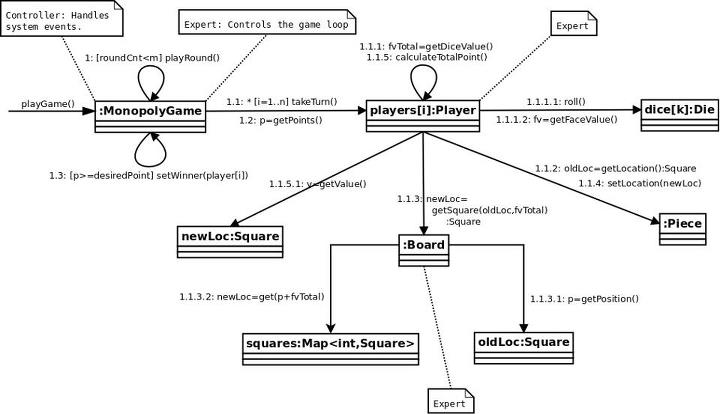 Controller: Handles
system events.
Expert: Controls the game loop
Expert
1: [roundCnt<m] playRound()
1.1.1: fvTotal=getDiceValue()
1.1.5: calculateTotalPoint()
playGame()
:MonopolyGame
1.1: * [i=1..n] takeTurn()
1.2: p=getPoints()
players[i]:Player
1.1.1.1: roll()
1.1.1.2: fv=getFaceValue()
dice[k]:Die
1.3: [p>=desiredPoint] setWinner(player[i])
1.1.5.1: v=getValue()
1.1.2: oldLoc=getLocation():Square
1.1.4: setLocation(newLoc)
1.1.3: newLoc=
getSquare(oldLoc,fvTotal)
:Square
newLoc:Square
:Board
:Piece
1.1.3.2: newLoc=get(p+fvTotal)
1.1.3.1: p=getPosition()
squares:Map<int,Square>
oldLoc:Square
Expert